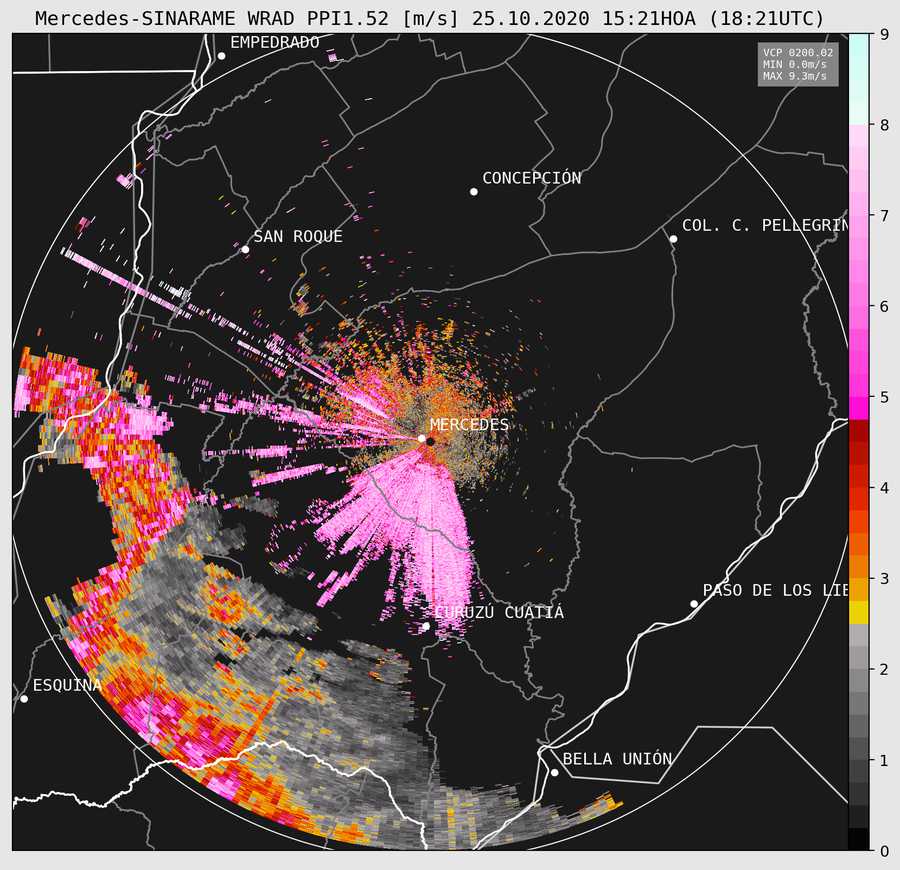 Mercedes-SINARAME WRAD PPI1.52 [m/s] 25.10.2020 15:21HOA (18:21UTC)
EMPEDRADO
VCP 0200.02
MIN 0.0m/s
MAX 9.3m/s
CONCEPCIÓN
COL. C. PELLEGRIN
SAN ROQUE
MERCEDES
PASO DE LOS LIE
CURUZÚ CUATIÁ
ESQUINA
BELLA UNIÓN
9
8
7
6
5
4
3
2
1
0